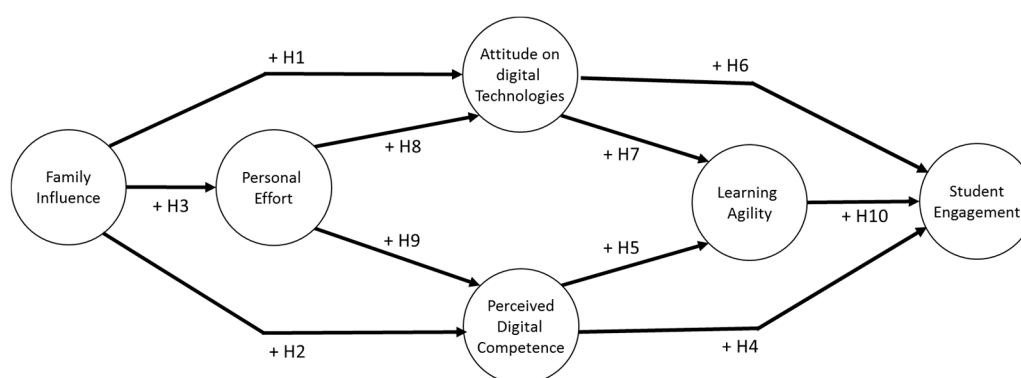 + H1
Attitude on
digital
Technologies
+ H6
+ H8
+ H7
Family
Influence
+ H3
Personal
Effort
Learning
Agility
+ H10
Student
Engagement
+ H9
+ H5
Perceived
Digital
Competence
+ H2
+ H4